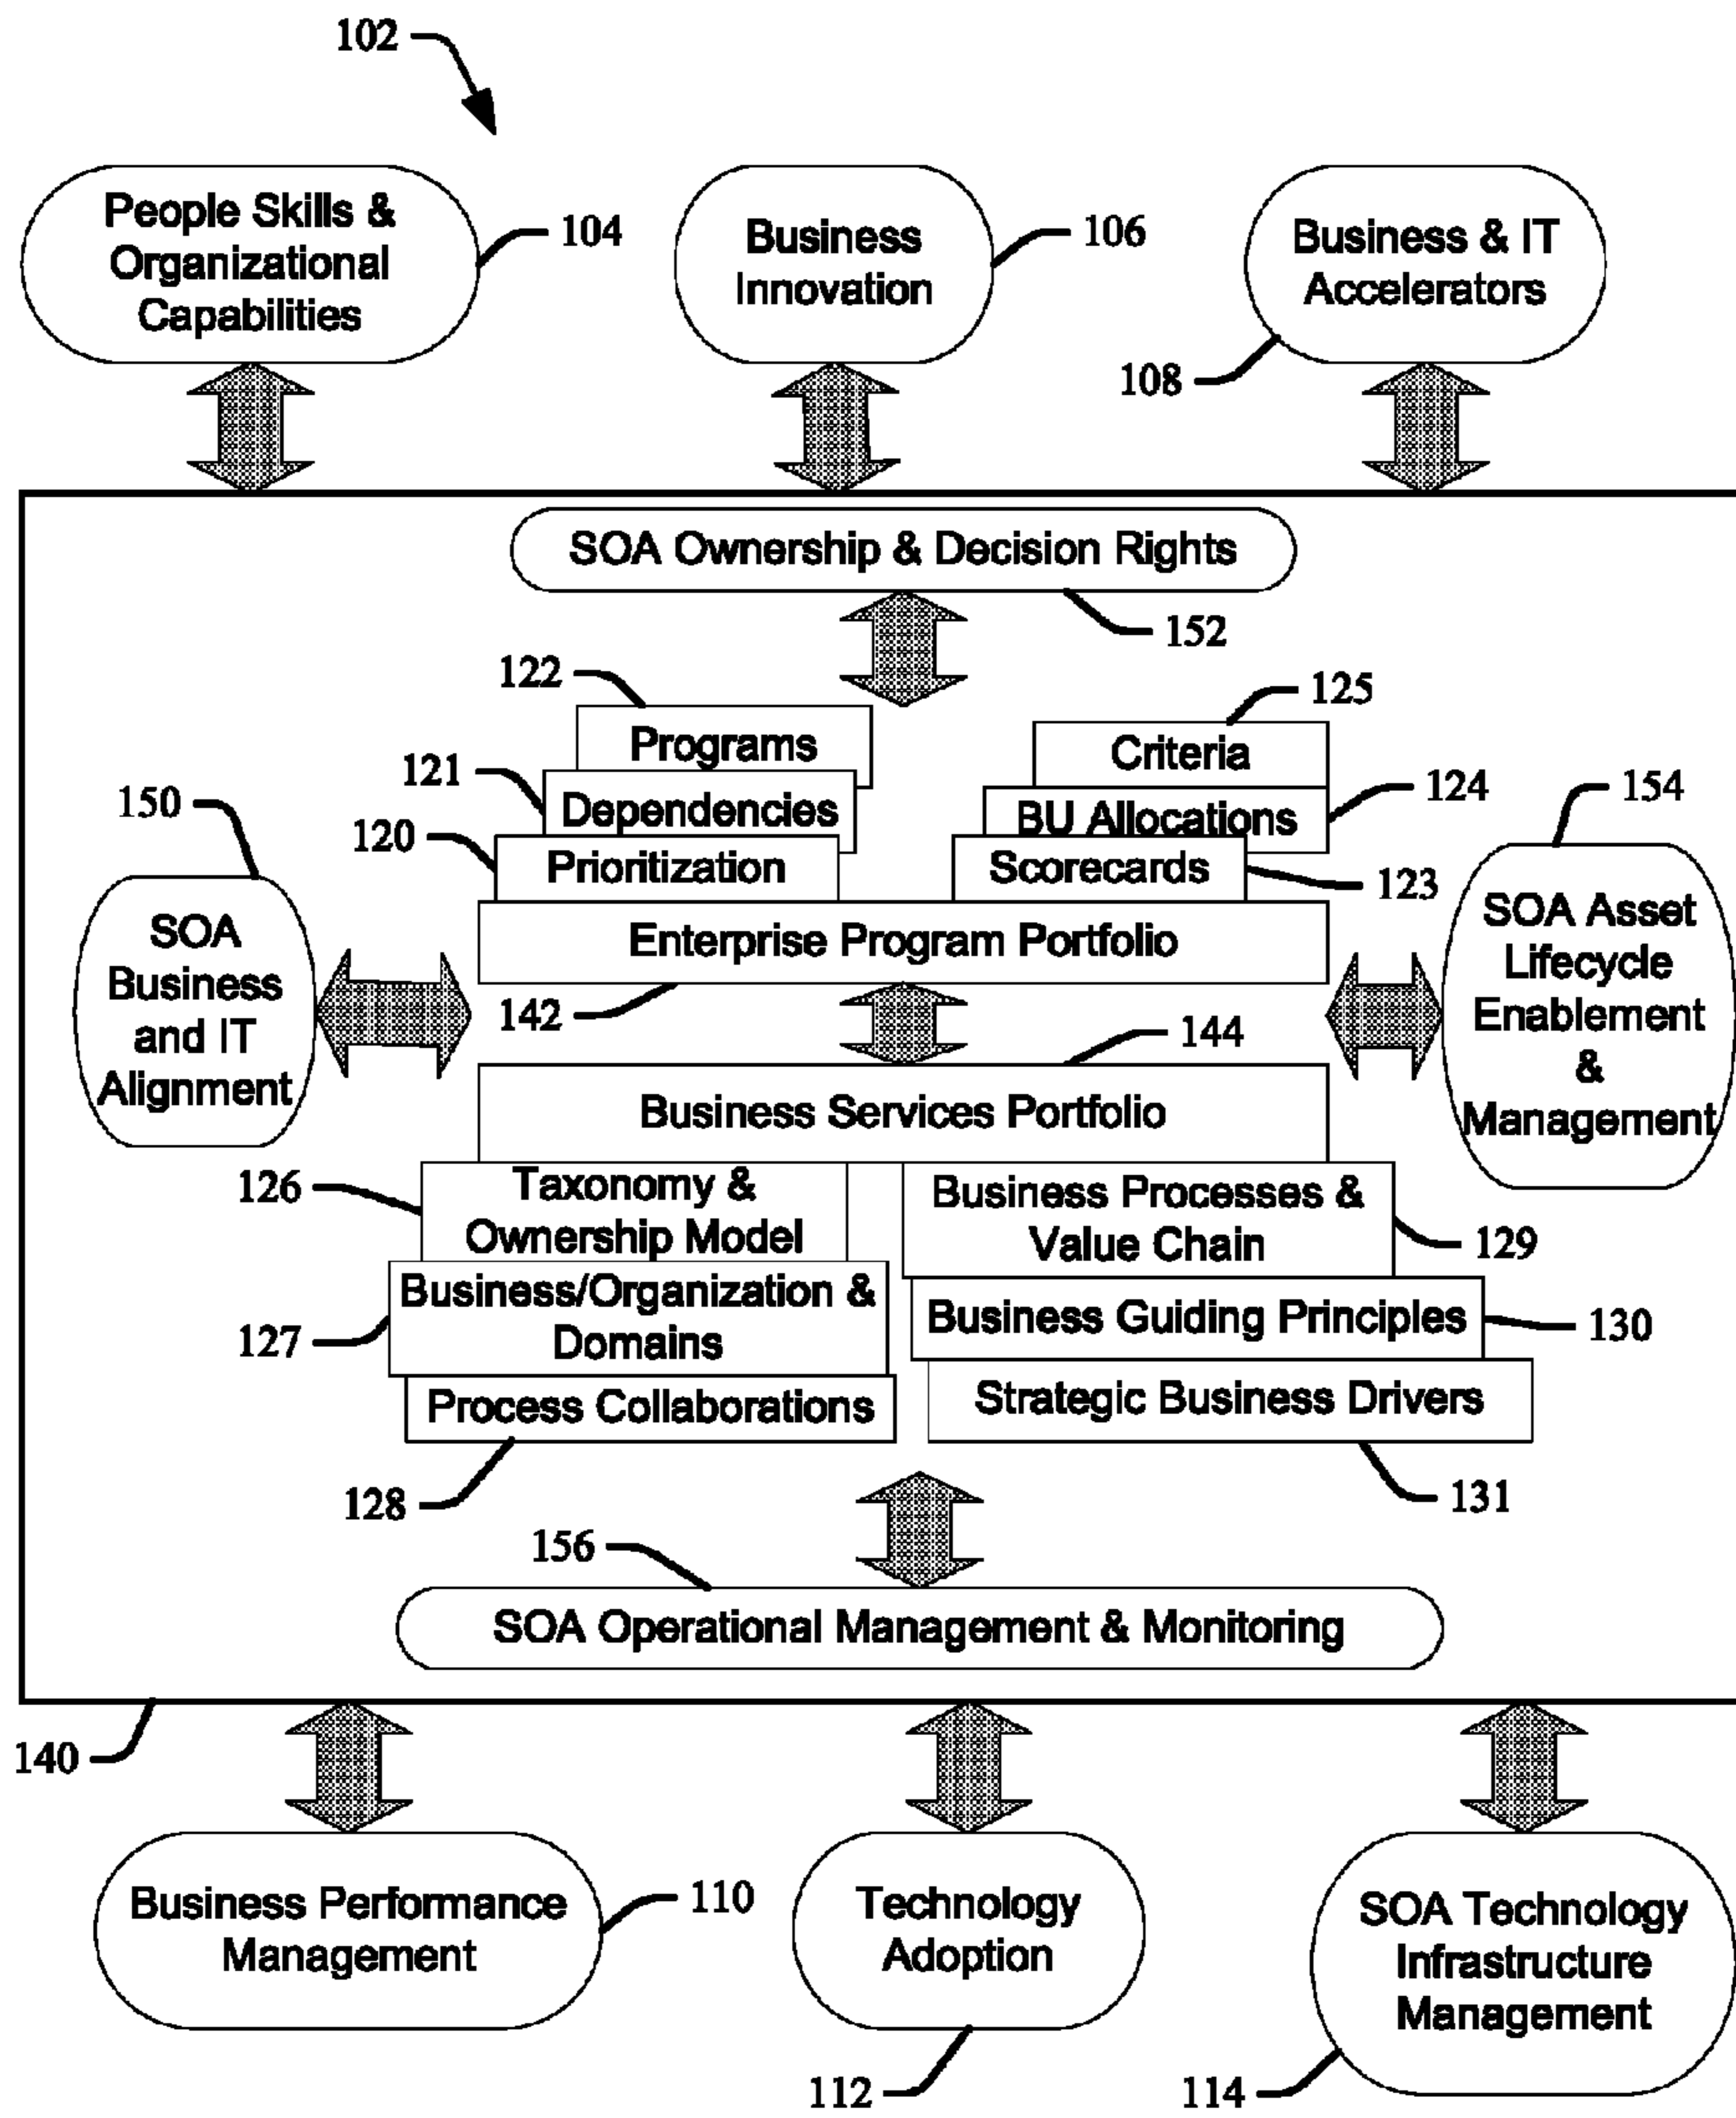 102
People Skills &
Organizational
Capabilities
104
Business
Innovation
106
Business & IT
Accelerators
108
SOA Ownership & Decision Rights
152
122
Programs
125
Criteria
121
Dependencies
124
BU Allocations
120
Prioritization
123
Scorecards
150
SOA
Business
and IT
Alignment
154
SOA Asset
Lifecycle
Enablement
&
Management
Enterprise Program Portfolio
142
144
Business Services Portfolio
126
Taxonomy &
Ownership Model
Business Processes &
Value Chain
129
127
Business/Organization &
Domains
Business Guiding Principles
130
Process Collaborations
128
Strategic Business Drivers
131
156
SOA Operational Management & Monitoring
140
Business Performance
Management
110
Technology
Adoption
112
SOA Technology
Infrastructure
Management
114